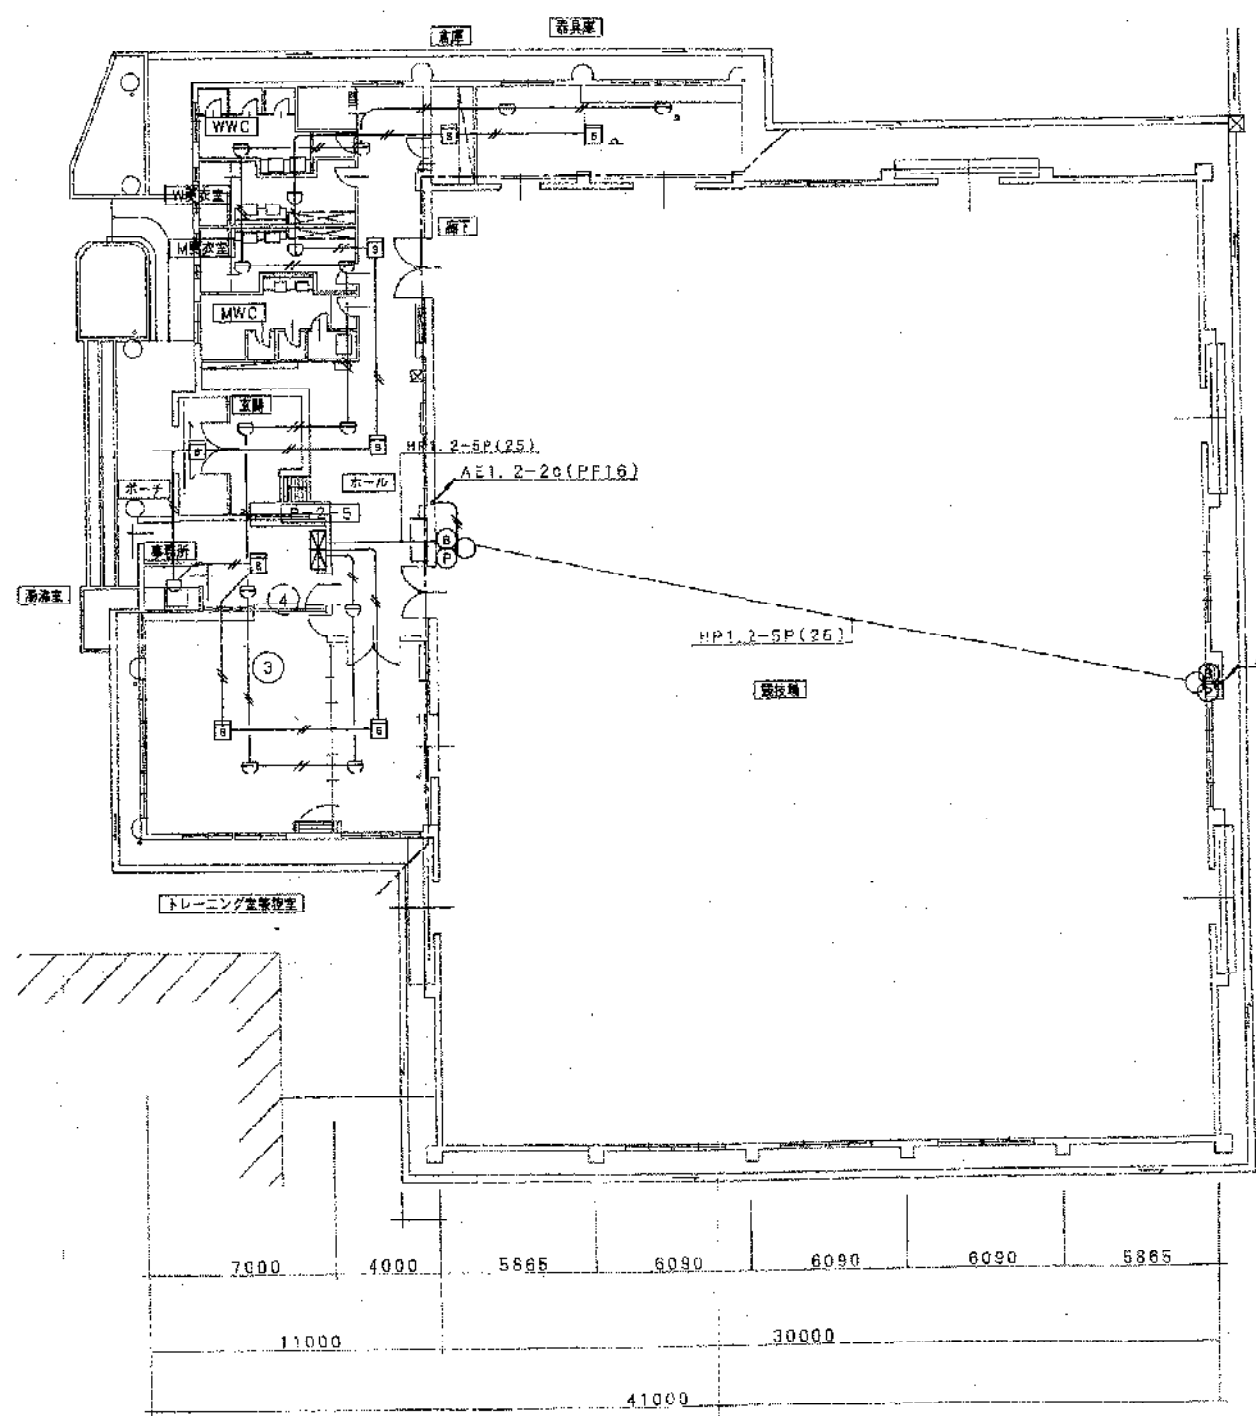 器具庫
倉庫
WWC
S
S
W更衣室
廊下
M更衣室
S
MWC
玄関
S
S
HP1.2-5P(25)
AE1.2-2c(PF16)
ホール
ポーチ
P-2-5
B
P
事務所
S
湯沸室
4
HP1.2-5P(25)
3
競技場
B
P
S
S
トレーニング室兼控室
7000
4000
5865
6090
6090
6090
5865
11000
30000
41000